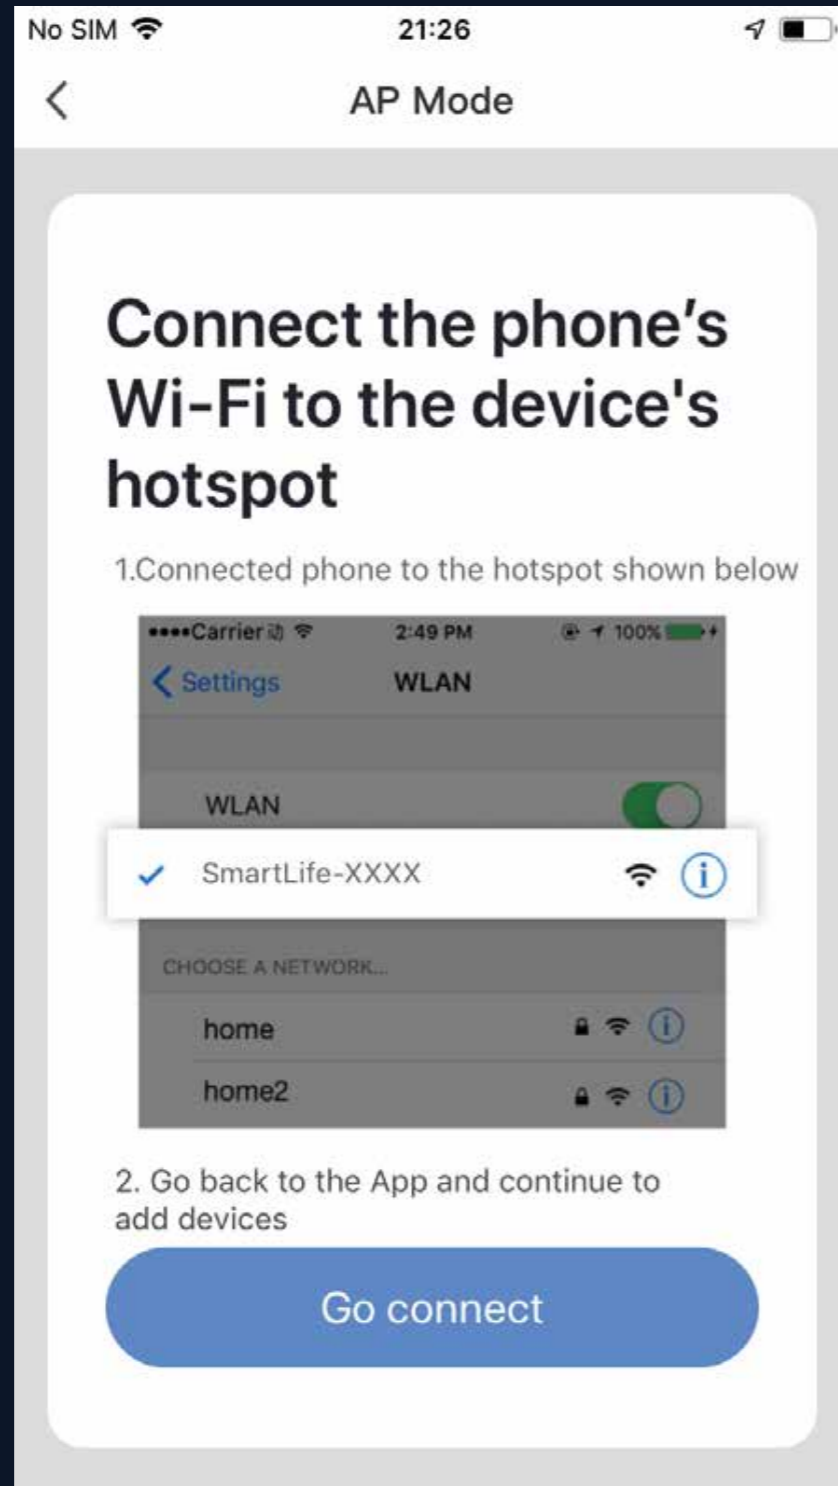 No SIM 21:26
AP Mode
Connect the phone’s
Wi-Fi to the device's
hotspot
1.Connected phone to the hotspot shown below
••••Carrier 2:49 PM 100%
Settings WLAN
WLAN
SmartLife-XXXX
CHOOSE A NETWORK...
home
home2
2. Go back to the App and continue to
add devices
Go connect